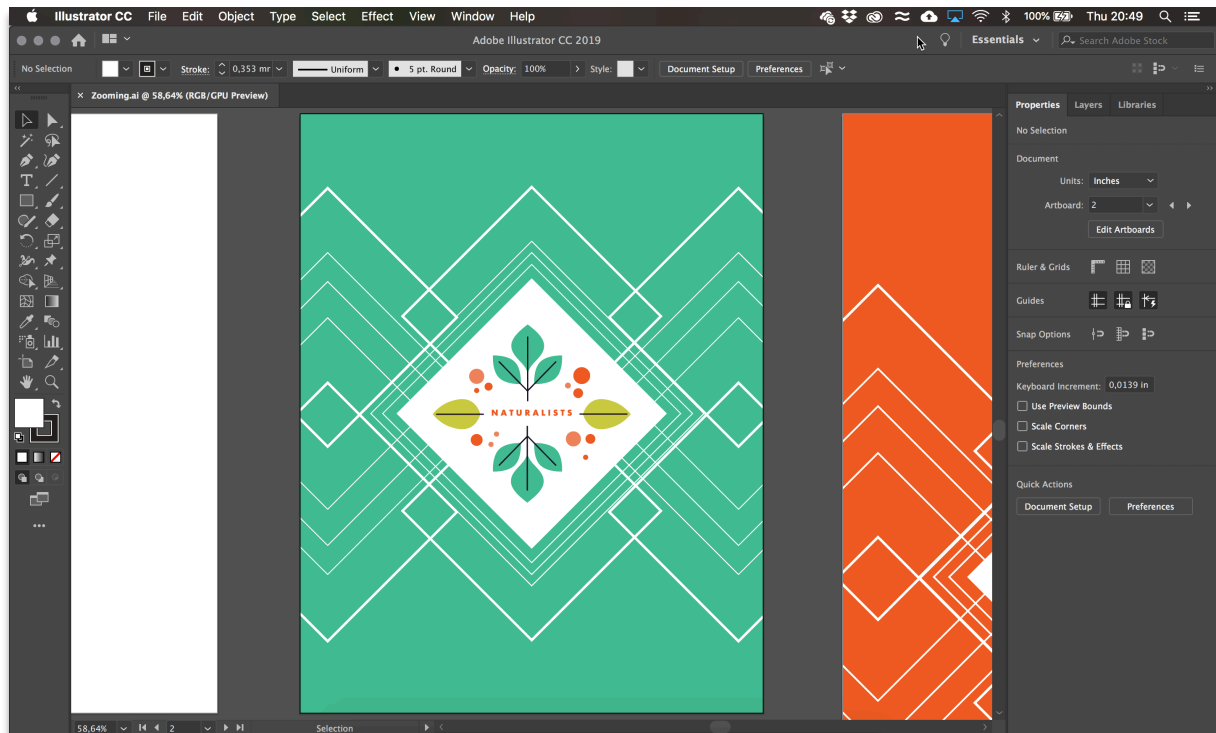 Illustrator CC File Edit Object Type Select Effect View Window Help 100% Thu 20:49
Adobe Illustrator CC 2019 Essentials Search Adobe Stock
No Selection Stroke: 0,353 mr Uniform 5 pt. Round Opacity: 100% Style: Document Setup Preferences
× Zooming.ai @ 58,64% (RGB/GPU Preview)
Properties Layers Libraries
No Selection
Document
Units: Inches
Artboard: 2
Edit Artboards
Ruler & Grids
Guides
Snap Options
Preferences
Keyboard Increment: 0,0139 in
Use Preview Bounds
Scale Corners
Scale Strokes & Effects
Quick Actions
Document Setup Preferences
NATURALISTS
58,64% 2 Selection